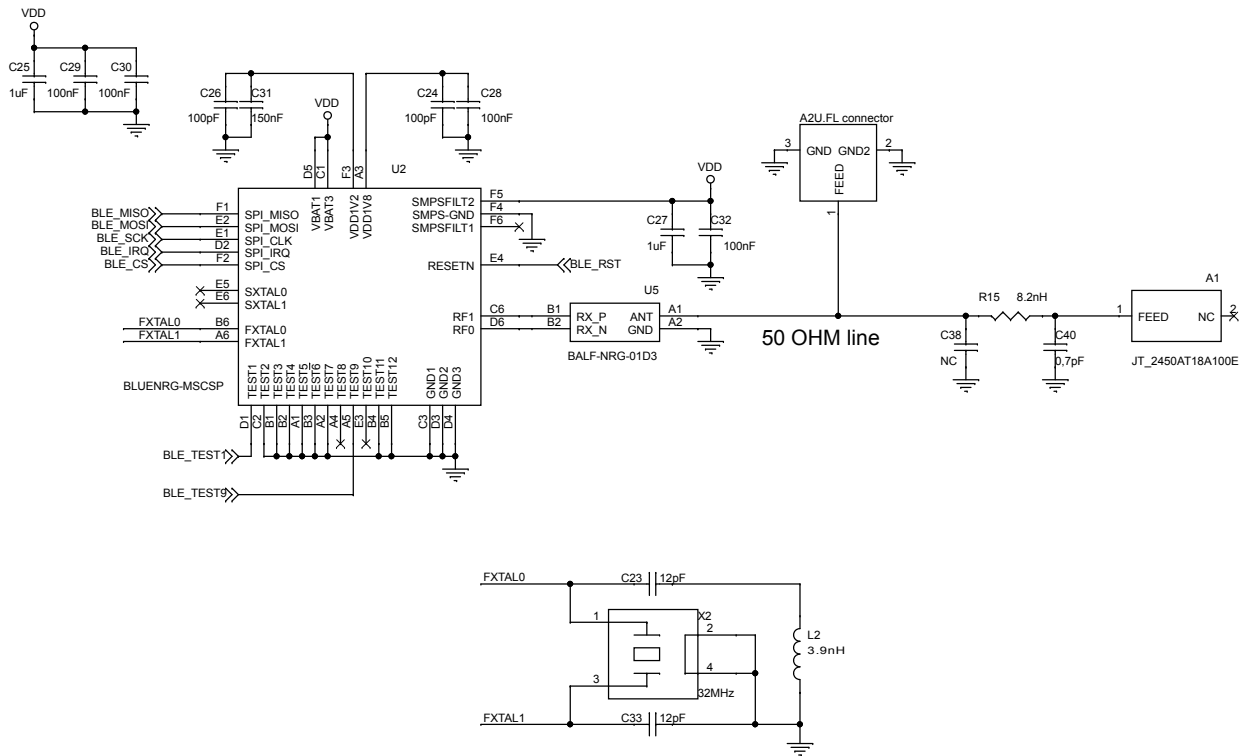 VDD
C25
1uF
C29
100nF
C30
100nF
C26
100pF
C31
150nF
VDD
C24
100pF
C28
100nF
U2
D5
C1
F3
A3
VBAT1
VBAT3
VDD1V2
VDD1V8
BLE_MISO
F1
SPI_MISO
BLE_MOSI
E2
SPI_MOSI
BLE_SCK
E1
SPI_CLK
BLE_IRQ
D2
SPI_IRQ
BLE_CS
F2
SPI_CS
E5
SXTAL0
E6
SXTAL1
FXTAL0
B6
FXTAL0
FXTAL1
A6
FXTAL1
BLUENRG-MSCSP
SMPSFILT2
F5
SMPS-GND
F4
SMPSFILT1
F6
RESETN
E4
BLE_RST
RF1
C6
RF0
D6
TEST1
TEST2
TEST3
TEST4
TEST5
TEST6
TEST7
TEST8
TEST9
TEST10
TEST11
TEST12
GND1
GND2
GND3
D1
C2
B1
B2
A1
B3
A2
A4
A5
E3
B4
B5
C3
D3
D4
BLE_TEST1
BLE_TEST9
VDD
C27
1uF
C32
100nF
U5
B1
RX_P
ANT
A1
B2
RX_N
GND
A2
BALF-NRG-01D3
A2U.FL connector
3
GND
GND2
2
FEED
1
50 OHM line
C38
NC
R15
8.2nH
C40
0,7pF
A1
1
FEED
NC
2
JT_2450AT18A100E
FXTAL0
C23
12pF
X2
1
2
L2
3.9nH
3
4
32MHz
FXTAL1
C33
12pF